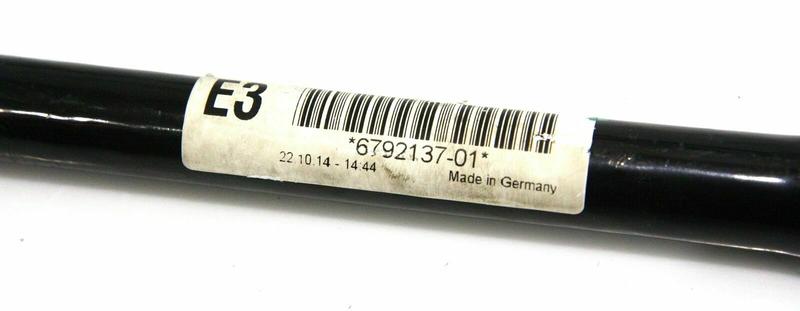 E3
*6792137-01*
22.10.14 - 14:44
Made in Germany